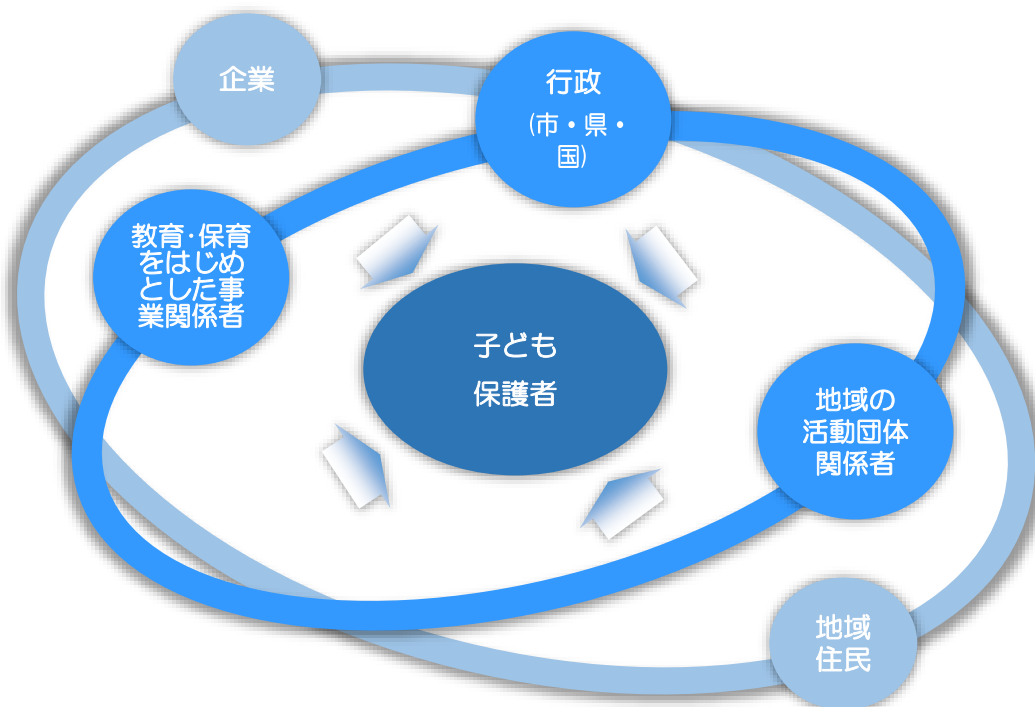 企業
行政
(市・県・
国)
教育･保育
をはじめ
とした事
業関係者
子ども
保護者
地域の
活動団体
関係者
地域
住民